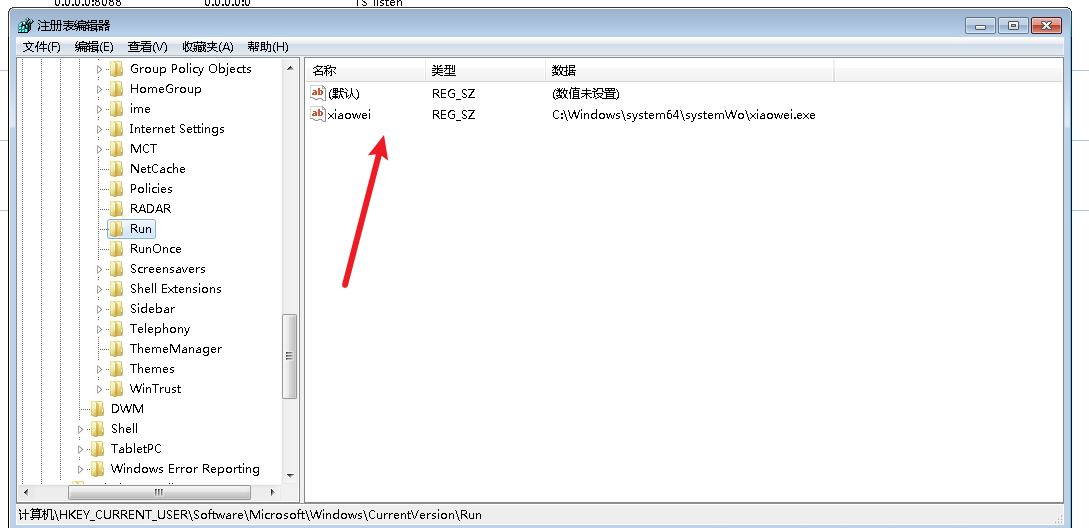 0.0.0.0:8088 0.0.0.0:0 TS listen
注册表编辑器
文件(F) 编辑(E) 查看(V) 收藏夹(A) 帮助(H)
Group Policy Objects
HomeGroup
ime
Internet Settings
MCT
NetCache
Policies
RADAR
Run
RunOnce
Screensavers
Shell Extensions
Sidebar
Telephony
ThemeManager
Themes
WinTrust
DWM
Shell
TabletPC
Windows Error Reporting
名称 类型 数据
(默认) REG_SZ (数值未设置)
xiaowei REG_SZ C:\Windows\system64\systemWo\xiaowei.exe
计算机\HKEY_CURRENT_USER\Software\Microsoft\Windows\CurrentVersion\Run